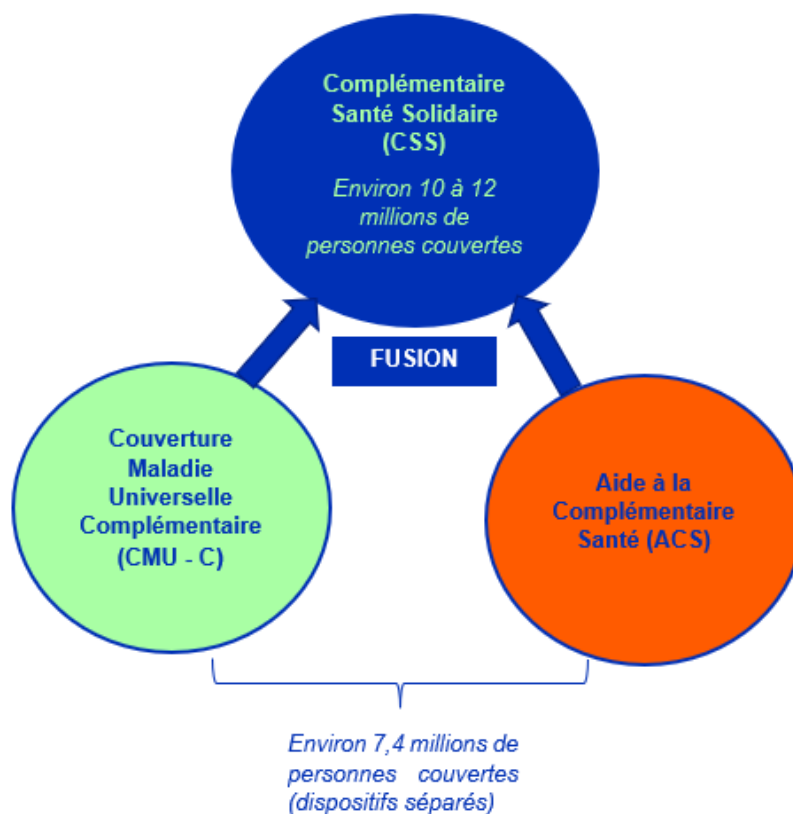 Complémentaire
Santé Solidaire
(CSS)
Environ 10 à 12
millions de
personnes couvertes
FUSION
Couverture
Maladie
Universelle
Complémentaire
(CMU - C)
Aide à la
Complémentaire
Santé (ACS)
Environ 7,4 millions de
personnes couvertes
(dispositifs séparés)